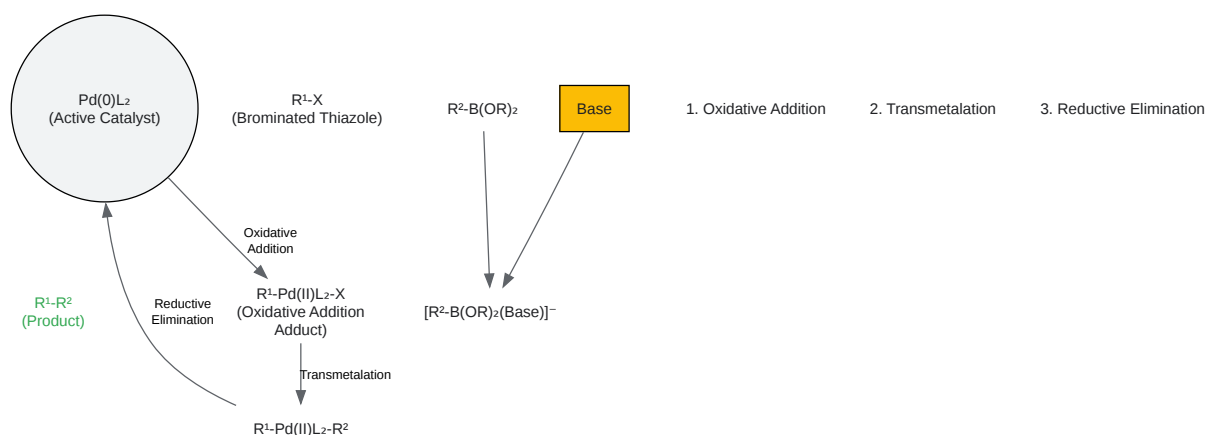 Pd(0)L₂
(Active Catalyst)
R¹-X
(Brominated Thiazole)
R²-B(OR)₂
Base
1. Oxidative Addition
2. Transmetalation
3. Reductive Elimination
Oxidative
Addition
R¹-R²
(Product)
Reductive
Elimination
R¹-Pd(II)L₂-X
(Oxidative Addition
Adduct)
[R²-B(OR)₂(Base)]⁻
Transmetalation
R¹-Pd(II)L₂-R²